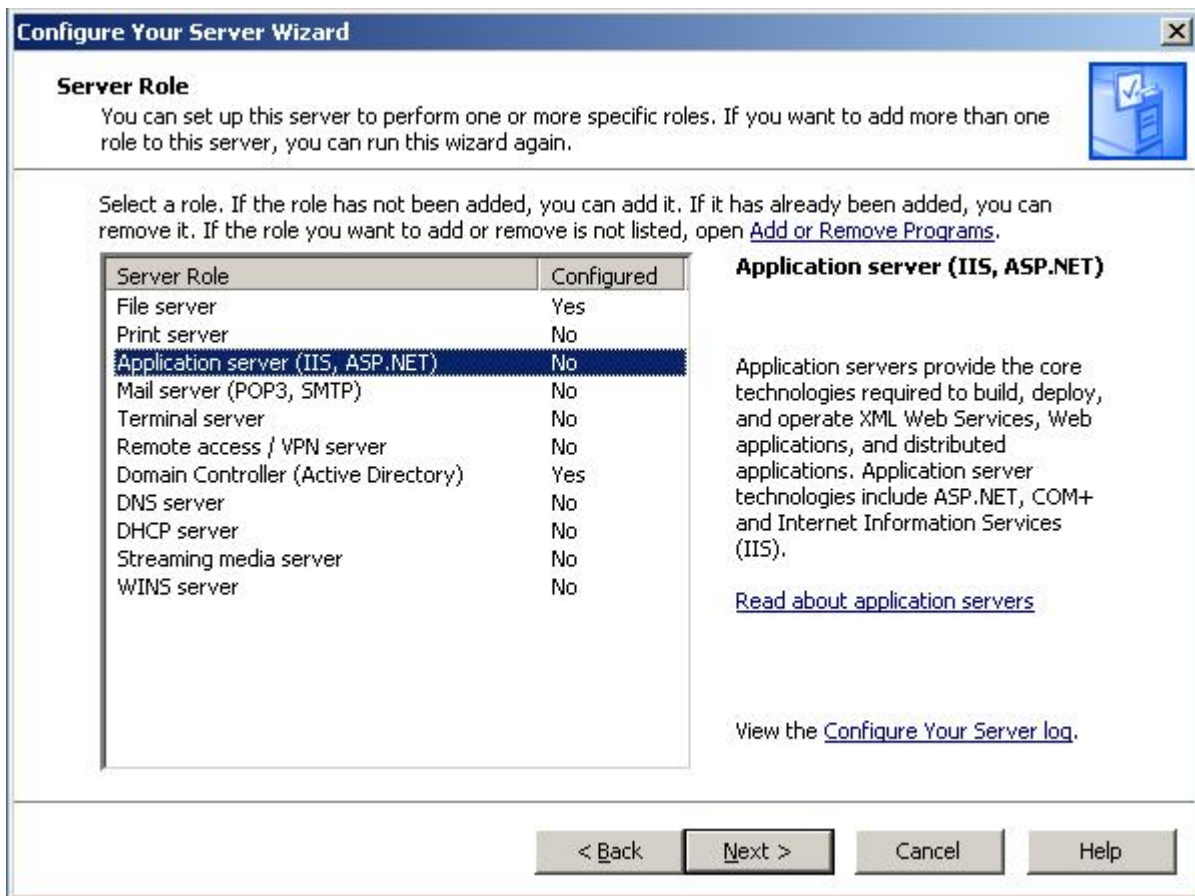 Configure Your Server Wizard
Server Role
You can set up this server to perform one or more specific roles. If you want to add more than one
role to this server, you can run this wizard again.
Select a role. If the role has not been added, you can add it. If it has already been added, you can
remove it. If the role you want to add or remove is not listed, open Add or Remove Programs.
Server Role Configured
File server Yes
Print server No
Application server (IIS, ASP.NET) No
Mail server (POP3, SMTP) No
Terminal server No
Remote access / VPN server No
Domain Controller (Active Directory) Yes
DNS server No
DHCP server No
Streaming media server No
WINS server No
Application server (IIS, ASP.NET)
Application servers provide the core
technologies required to build, deploy,
and operate XML Web Services, Web
applications, and distributed
applications. Application server
technologies include ASP.NET, COM+
and Internet Information Services
(IIS).
Read about application servers
View the Configure Your Server log.
< Back Next > Cancel Help